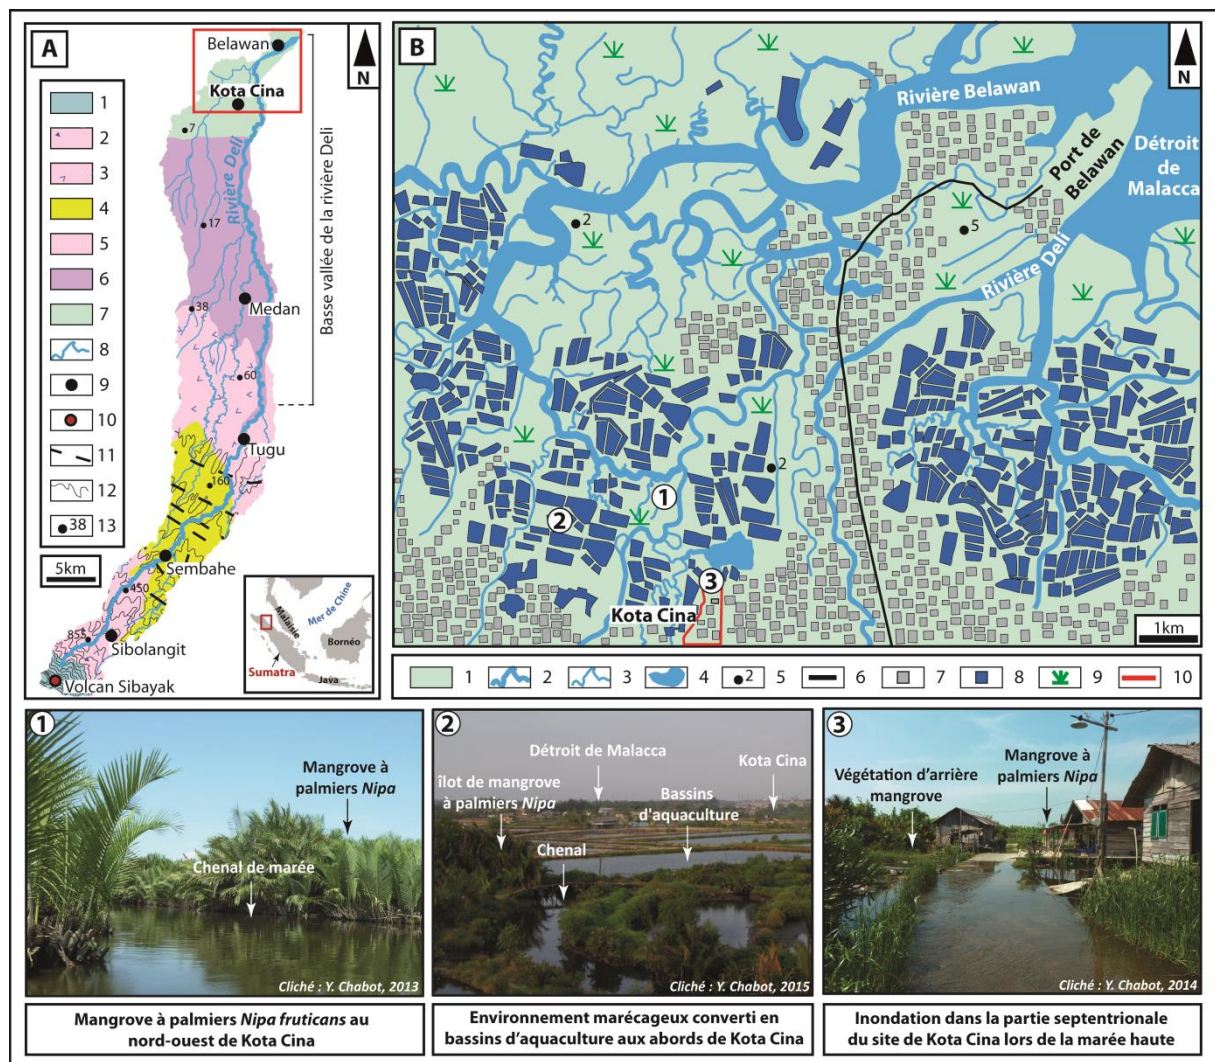 A
N
Belawan
Kota Cina
7
Rivière Deli
Basse vallée de la rivière Deli
17
Medan
38
60
Tugu
160
Sembahe
450
855
Sibolangit
Volcan Sibayak
1
2
3
4
5
6
7
8
9
10
11
12
38 13
5km
Mer de Chine
Malaisie
Bornéo
Sumatra
Java
B
N
Rivière Belawan
Port de
Belawan
Détroit
de
Malacca
2
5
Rivière Deli
2
1
2
3
Kota Cina
1km
1 2 3 4 2 5 6 7 8 9 10
1
Mangrove à
palmiers Nipa
Chenal de marée
Cliché : Y. Chabot, 2013
Mangrove à palmiers Nipa fruticans au
nord-ouest de Kota Cina
2
Détroit de Malacca
Kota Cina
îlot de mangrove
à palmiers Nipa
Bassins
d'aquaculture
Chenal
Cliché : Y. Chabot, 2015
Environnement marécageux converti en
bassins d'aquaculture aux abords de Kota Cina
3
Végétation d'arrière
mangrove
Mangrove à
palmiers Nipa
Cliché : Y. Chabot, 2014
Inondation dans la partie septentrionale
du site de Kota Cina lors de la marée haute